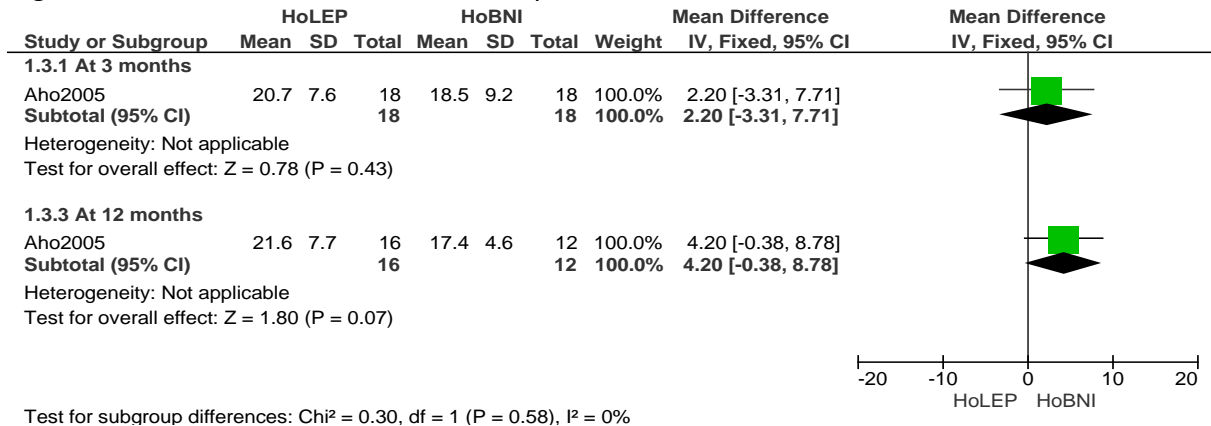 HoLEP HoBNI Mean Difference Mean Difference
Study or Subgroup Mean SD Total Mean SD Total Weight IV, Fixed, 95% CI IV, Fixed, 95% CI
1.3.1 At 3 months
Aho2005 20.7 7.6 18 18.5 9.2 18 100.0% 2.20 [-3.31, 7.71]
Subtotal (95% CI) 18 18 100.0% 2.20 [-3.31, 7.71]
Heterogeneity: Not applicable
Test for overall effect: Z = 0.78 (P = 0.43)
1.3.3 At 12 months
Aho2005 21.6 7.7 16 17.4 4.6 12 100.0% 4.20 [-0.38, 8.78]
Subtotal (95% CI) 16 12 100.0% 4.20 [-0.38, 8.78]
Heterogeneity: Not applicable
Test for overall effect: Z = 1.80 (P = 0.07)
-20 -10 0 10 20
HoLEP HoBNI
Test for subgroup differences: Chi² = 0.30, df = 1 (P = 0.58), I² = 0%